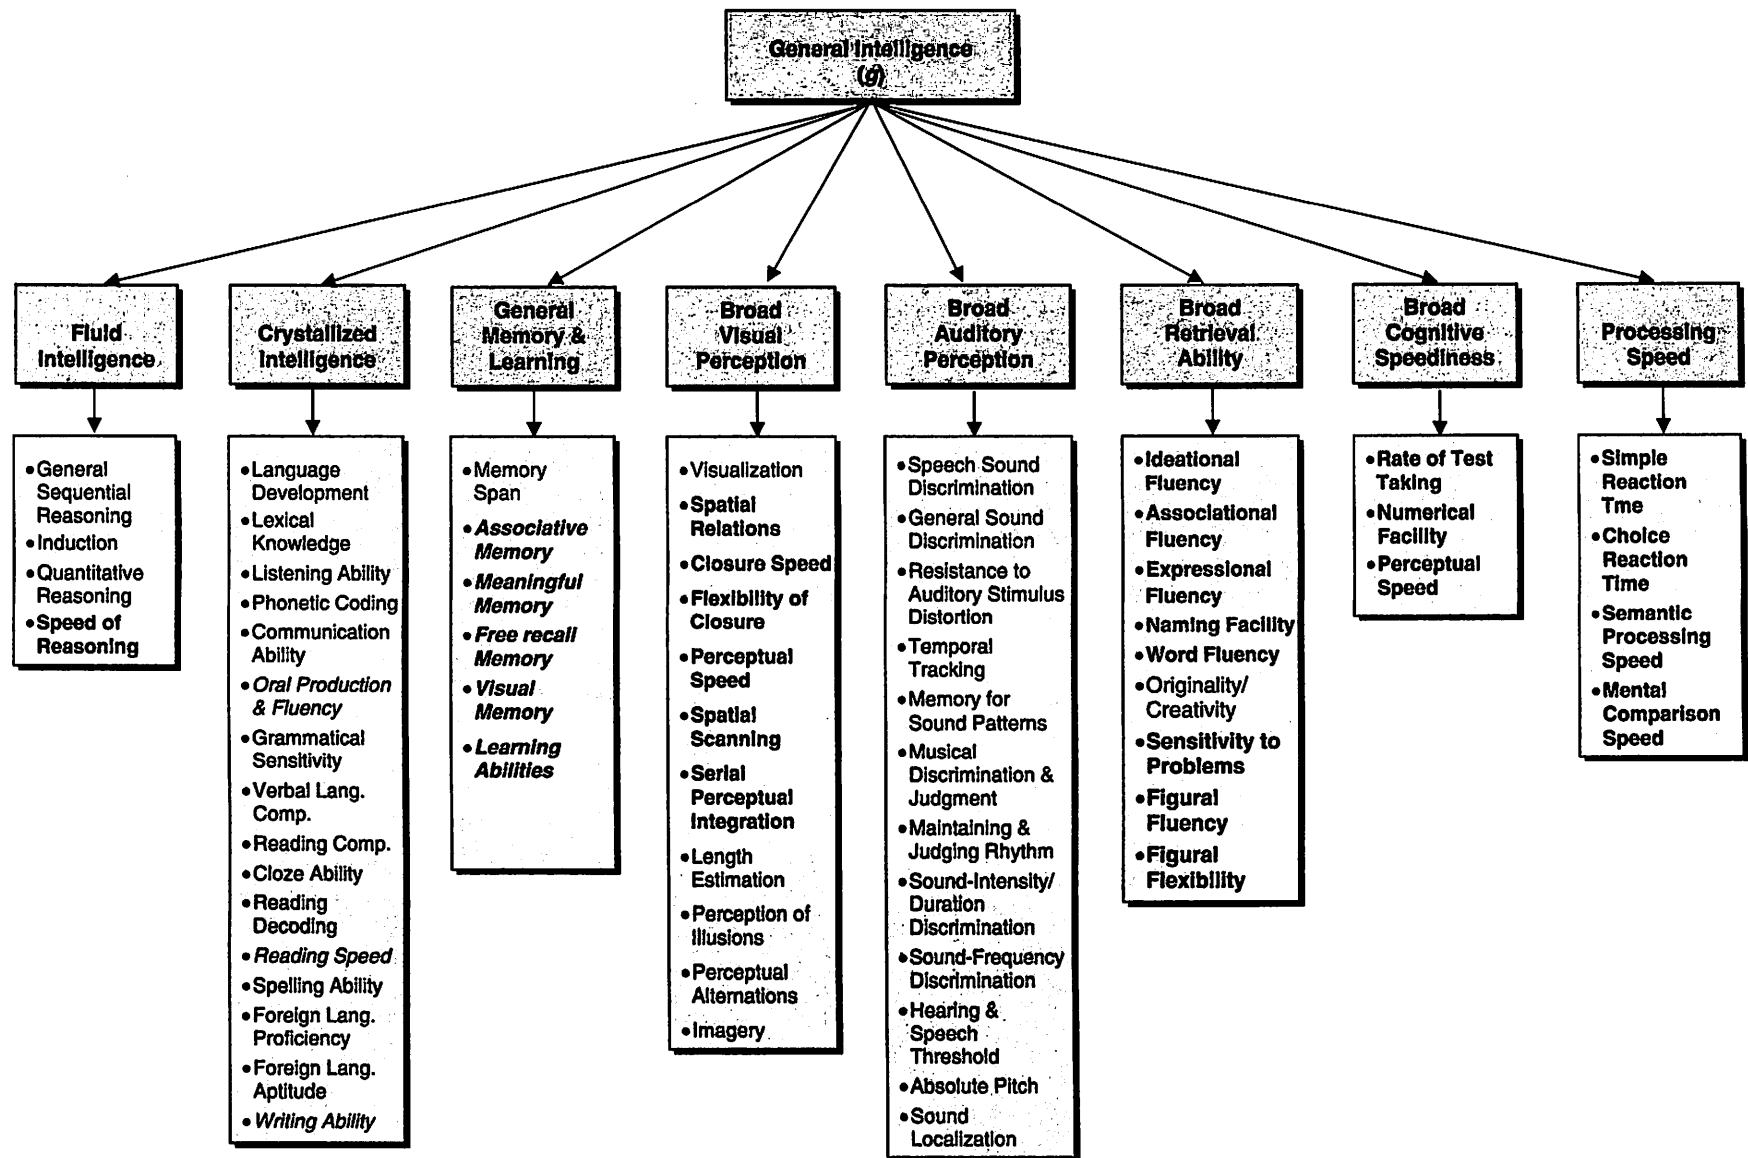 General Intelligence
(g)
Fluid
Intelligence
Crystallized
Intelligence
General
Memory &
Learning
Broad
Visual
Perception
Broad
Auditory
Perception
Broad
Retrieval
Ability
Broad
Cognitive
Speediness
Processing
Speed
•General
Sequential
Reasoning
•Induction
•Quantitative
Reasoning
•Speed of
Reasoning
•Language
Development
•Lexical
Knowledge
•Listening Ability
•Phonetic Coding
•Communication
Ability
•Oral Production
& Fluency
•Grammatical
Sensitivity
•Verbal Lang.
Comp.
•Reading Comp.
•Cloze Ability
•Reading
Decoding
•Reading Speed
•Spelling Ability
•Foreign Lang.
Proficiency
•Foreign Lang.
Aptitude
•Writing Ability
•Memory
Span
•Associative
Memory
•Meaningful
Memory
•Free recall
Memory
•Visual
Memory
•Learning
Abilities
•Visualization
•Spatial
Relations
•Closure Speed
•Flexibility of
Closure
•Perceptual
Speed
•Spatial
Scanning
•Serial
Perceptual
Integration
•Length
Estimation
•Perception of
Illusions
•Perceptual
Alternations
•Imagery
•Speech Sound
Discrimination
•General Sound
Discrimination
•Resistance to
Auditory Stimulus
Distortion
•Temporal
Tracking
•Memory for
Sound Patterns
•Musical
Discrimination &
Judgment
•Maintaining &
Judging Rhythm
•Sound-Intensity/
Duration
Discrimination
•Sound-Frequency
Discrimination
•Hearing &
Speech
Threshold
•Absolute Pitch
•Sound
Localization
•Ideational
Fluency
•Associational
Fluency
•Expressional
Fluency
•Naming Facility
•Word Fluency
•Originality/
Creativity
•Sensitivity to
Problems
•Figural
Fluency
•Figural
Flexibility
•Rate of Test
Taking
•Numerical
Facility
•Perceptual
Speed
•Simple
Reaction
Tme
•Choice
Reaction
Time
•Semantic
Processing
Speed
•Mental
Comparison
Speed